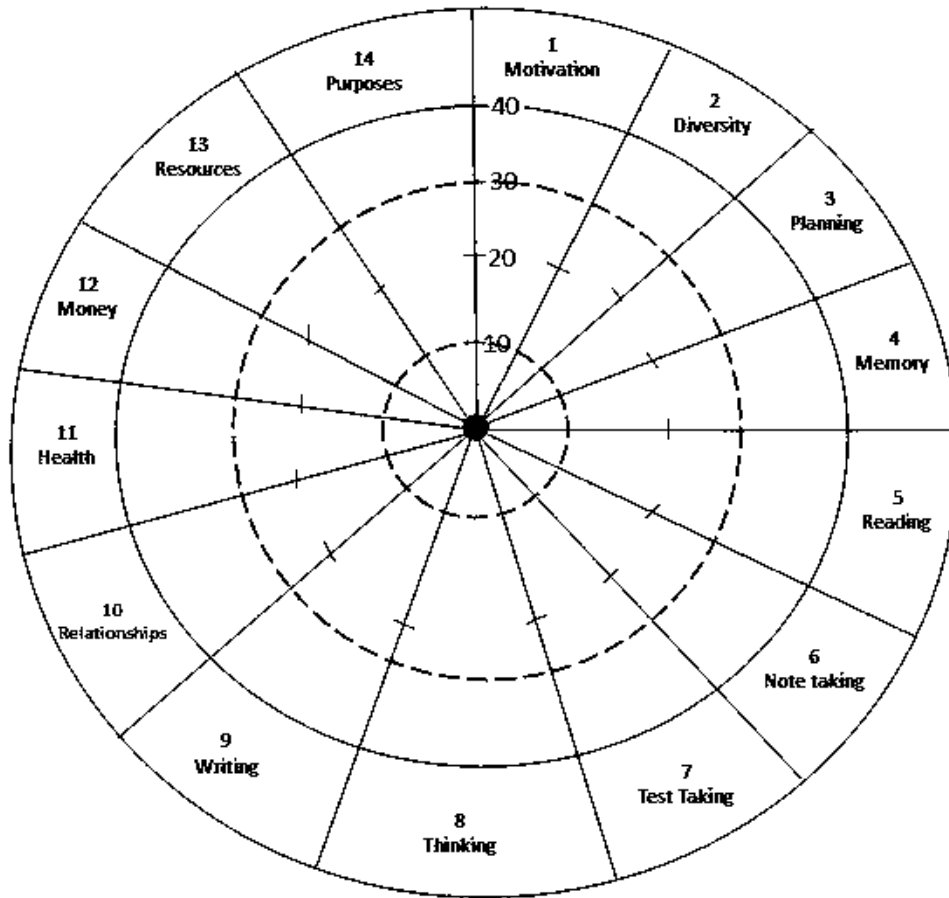 1
Motivation
2
Diversity
3
Planning
4
Memory
5
Reading
6
Note taking
7
Test Taking
8
Thinking
9
Writing
10
Relationships
11
Health
12
Money
13
Resources
14
Purposes
40
30
20
10